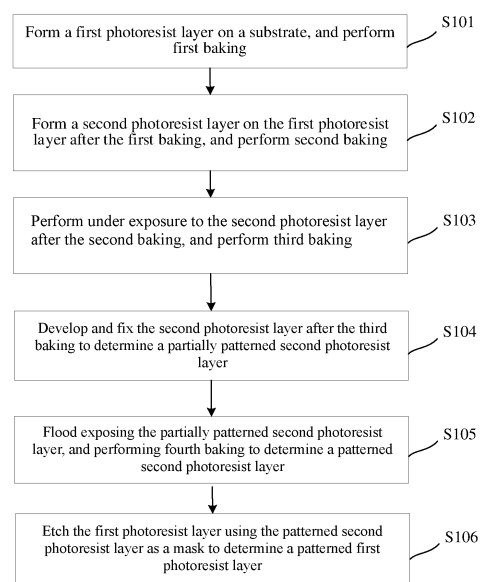 Form a first photoresist layer on a substrate, and perform
first baking
S101
Form a second photoresist layer on the first photoresist
layer after the first baking, and perform second baking
S102
Perform under exposure to the second photoresist layer
after the second baking, and perform third baking
S103
Develop and fix the second photoresist layer after the third
baking to determine a partially patterned second photoresist
layer
S104
Flood exposing the partially patterned second photoresist
layer, and performing fourth baking to determine a patterned
second photoresist layer
S105
Etch the first photoresist layer using the patterned second
photoresist layer as a mask to determine a patterned first
photoresist layer
S106